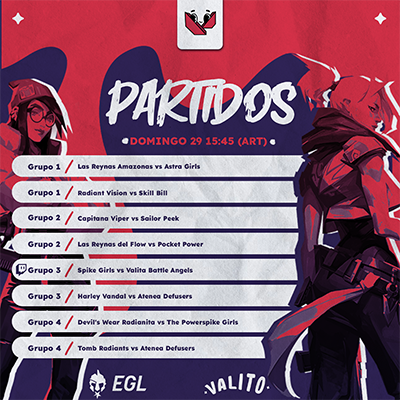 PARTIDOS
DOMINGO 29 15:45 (ART)
Grupo 1 / Las Reynas Amazonas vs Astra Girls
Grupo 1 / Radiant Vision vs Skill Bill
Grupo 2 / Capitana Viper vs Sailor Peek
Grupo 2 / Las Reynas del Flow vs Pocket Power
Grupo 3 / Spike Girls vs Valita Battle Angels
Grupo 3 / Harley Vandal vs Atenea Defusers
Grupo 4 / Devil's Wear Radianita vs The Powerspike Girls
Grupo 4 / Tomb Radiants vs Atenea Defusers
EGL
VALITO